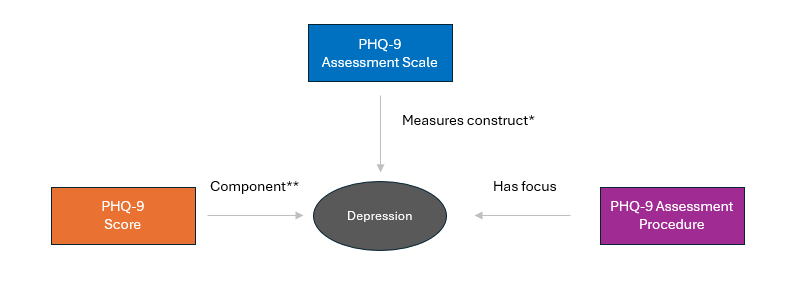 PHQ-9
Assessment Scale
Measures construct*
Component**
Has focus
PHQ-9
Score
Depression
PHQ-9 Assessment
Procedure